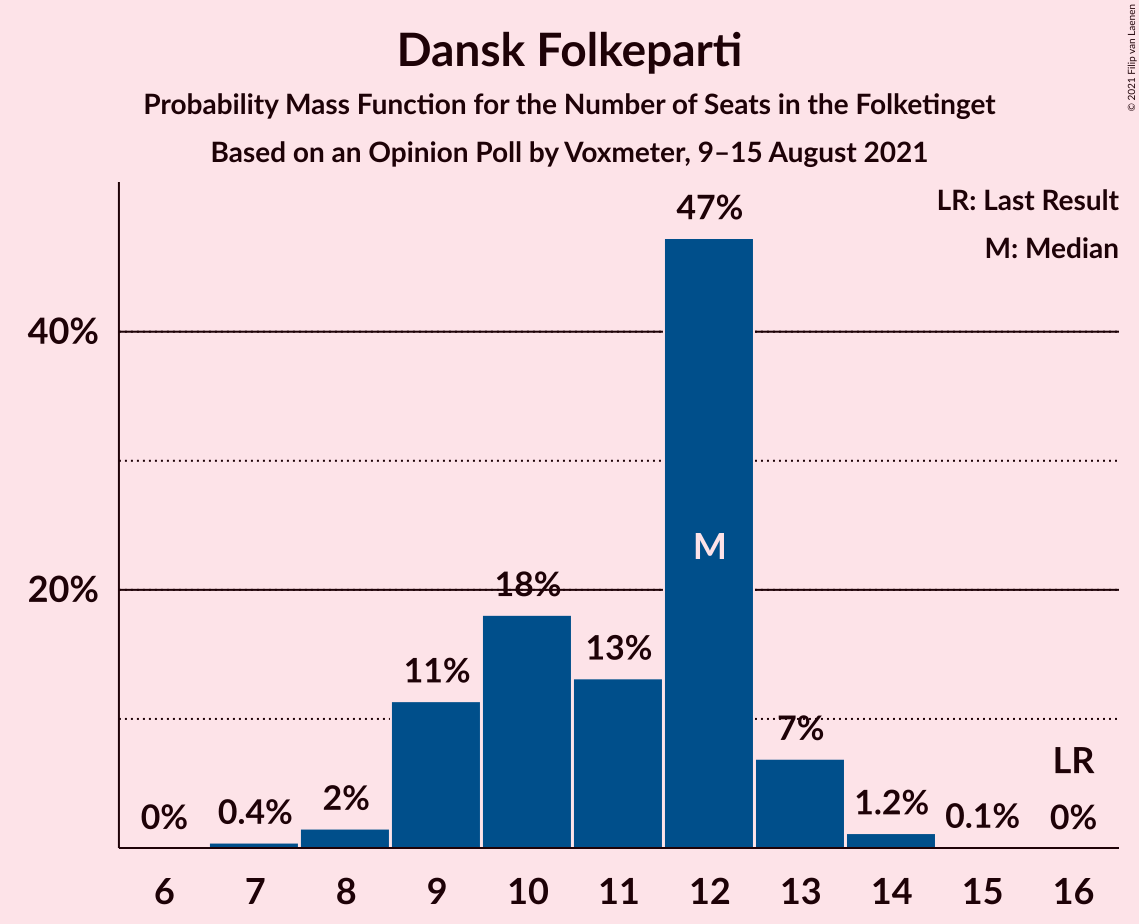 Dansk Folkeparti
Probability Mass Function for the Number of Seats in the Folketinget
Based on an Opinion Poll by Voxmeter, 9–15 August 2021
© 2021 Filip van Laenen
LR: Last Result
M: Median
47%
40%
M
20%
18%
13%
11%
7%
LR
0%
0.4%
2%
1.2%
0.1%
0%
6 7 8 9 10 11 12 13 14 15 16